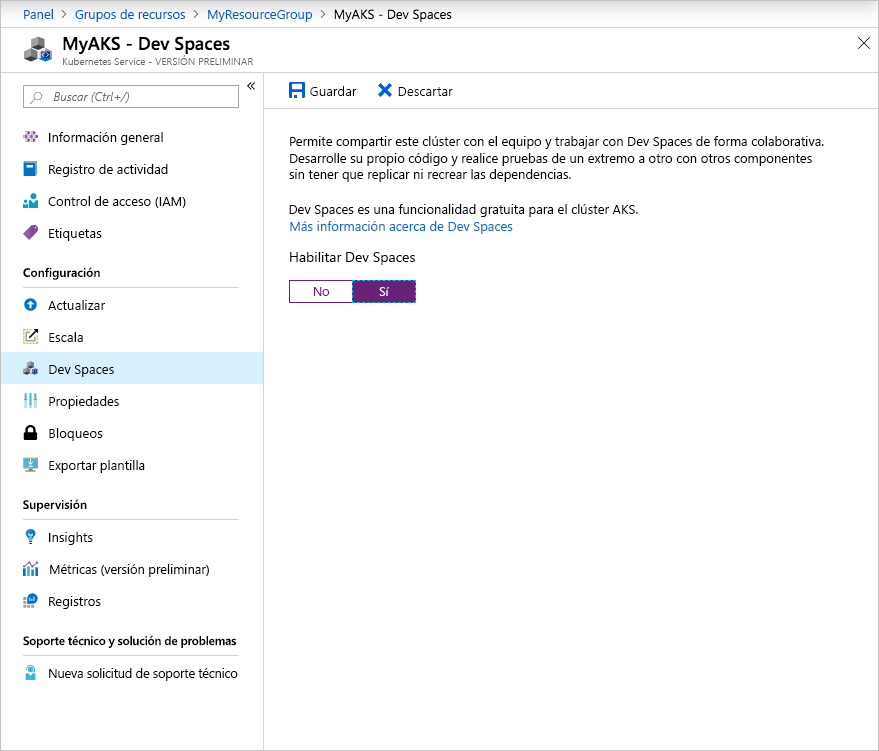 Panel > Grupos de recursos > MyResourceGroup > MyAKS - Dev Spaces
MyAKS - Dev Spaces
Kubernetes Service - VERSIÓN PRELIMINAR
Buscar (Ctrl+/)
«
Información general
Registro de actividad
Control de acceso (IAM)
Etiquetas
Configuración
Actualizar
Escala
Dev Spaces
Propiedades
Bloqueos
Exportar plantilla
Supervisión
Insights
Métricas (versión preliminar)
Registros
Soporte técnico y solución de problemas
Nueva solicitud de soporte técnico
Guardar Descartar
Permite compartir este clúster con el equipo y trabajar con Dev Spaces de forma colaborativa.
Desarrolle su propio código y realice pruebas de un extremo a otro con otros componentes
sin tener que replicar ni recrear las dependencias.
Dev Spaces es una funcionalidad gratuita para el clúster AKS.
Más información acerca de Dev Spaces
Habilitar Dev Spaces
No Sí